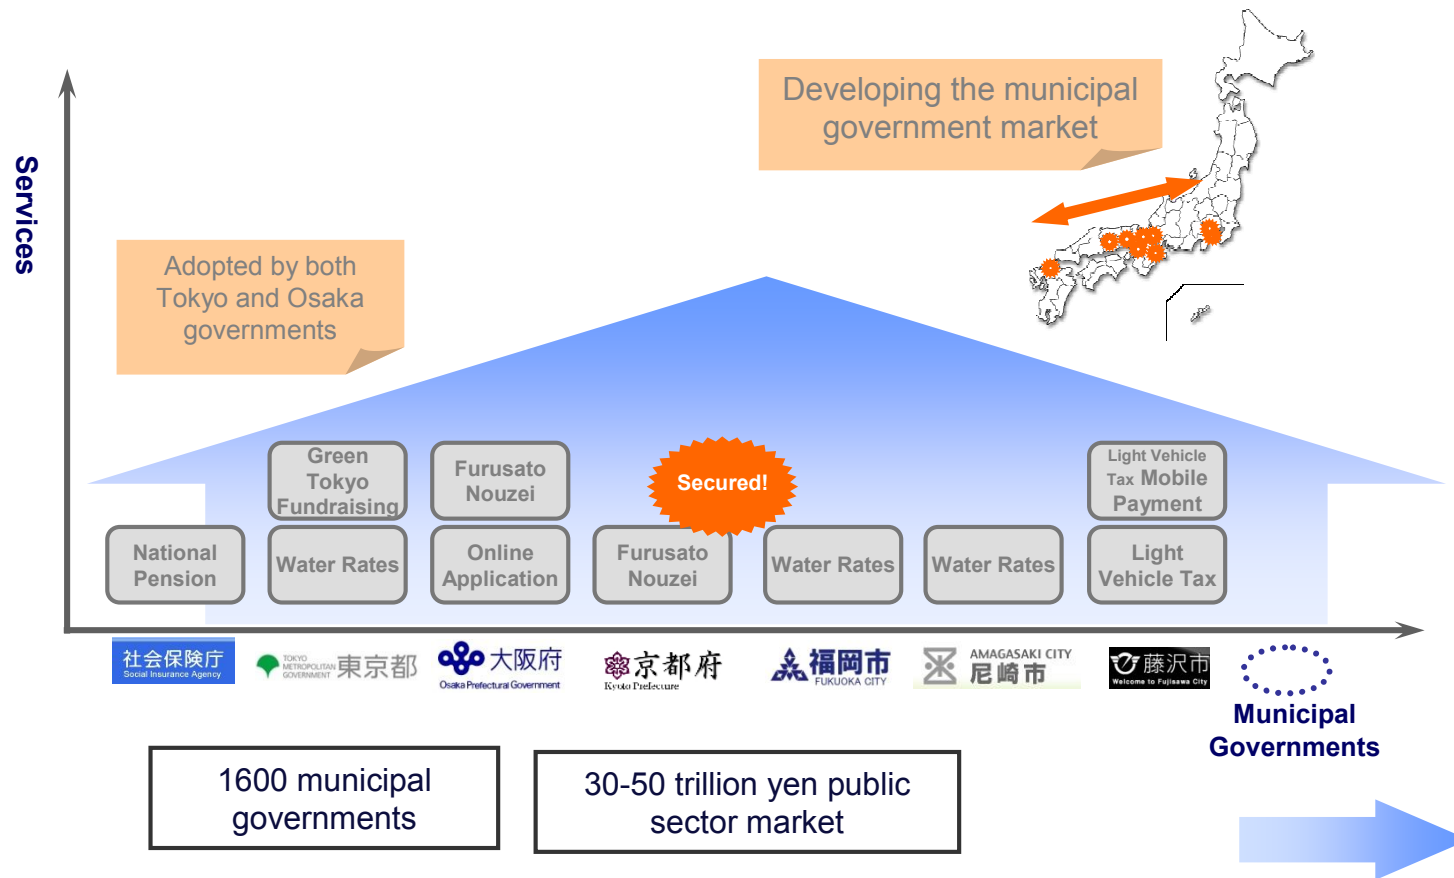 Developing the municipal
government market
Services
Adopted by both
Tokyo and Osaka
governments
Green
Tokyo
Fundraising
Furusato
Nouzei
Secured!
Light Vehicle
Tax Mobile
Payment
National
Pension
Water Rates
Online
Application
Furusato
Nouzei
Water Rates
Water Rates
Light
Vehicle Tax
社会保険庁
Social Insurance Agency
TOKYO
METROPOLITAN
GOVERNMENT
東京都
大阪府
Osaka Prefectural Government
京都府
Kyoto Prefecture
福岡市
FUKUOKA CITY
AMAGASAKI CITY
尼崎市
藤沢市
Welcome to Fujisawa City
Municipal
Governments
1600 municipal
governments
30-50 trillion yen public
sector market